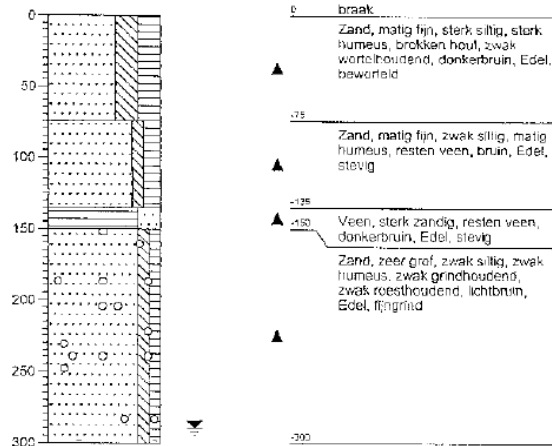 0
50
100
150
200
250
300
0 braak
Zand, matig fijn, sterk siltig, sterk
humeus, brokken hout, zwak
wortelhoudend, donkerbruin, Edel,
beworteld
-75
Zand, matig fijn, zwak siltig, matig
humeus, resten veen, bruin, Edel,
stevig
-135
-150 Veen, sterk zandig, resten veen,
donkerbruin, Edel, stevig
Zand, zeer grof, zwak siltig, zwak
humeus, zwak grindhoudend,
zwak roesthoudend, lichtbruin,
Edel, fijngrind
-300